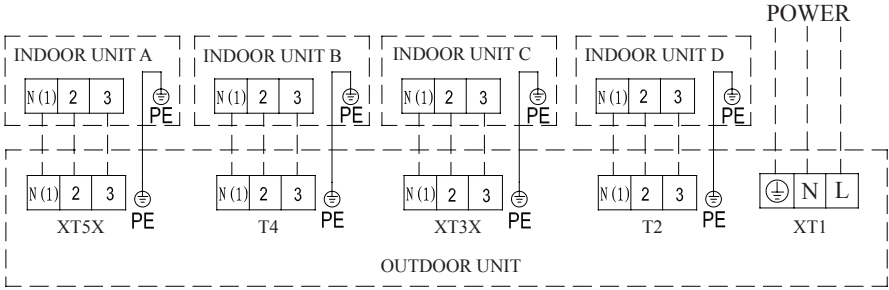 POWER
INDOOR UNIT A INDOOR UNIT B INDOOR UNIT C INDOOR UNIT D
N (1) 2 3 PE N (1) 2 3 PE N (1) 2 3 PE N (1) 2 3 PE
N (1) 2 3 PE N (1) 2 3 PE N (1) 2 3 PE N (1) 2 3 PE N L
XT5X T4 XT3X T2 XT1
OUTDOOR UNIT